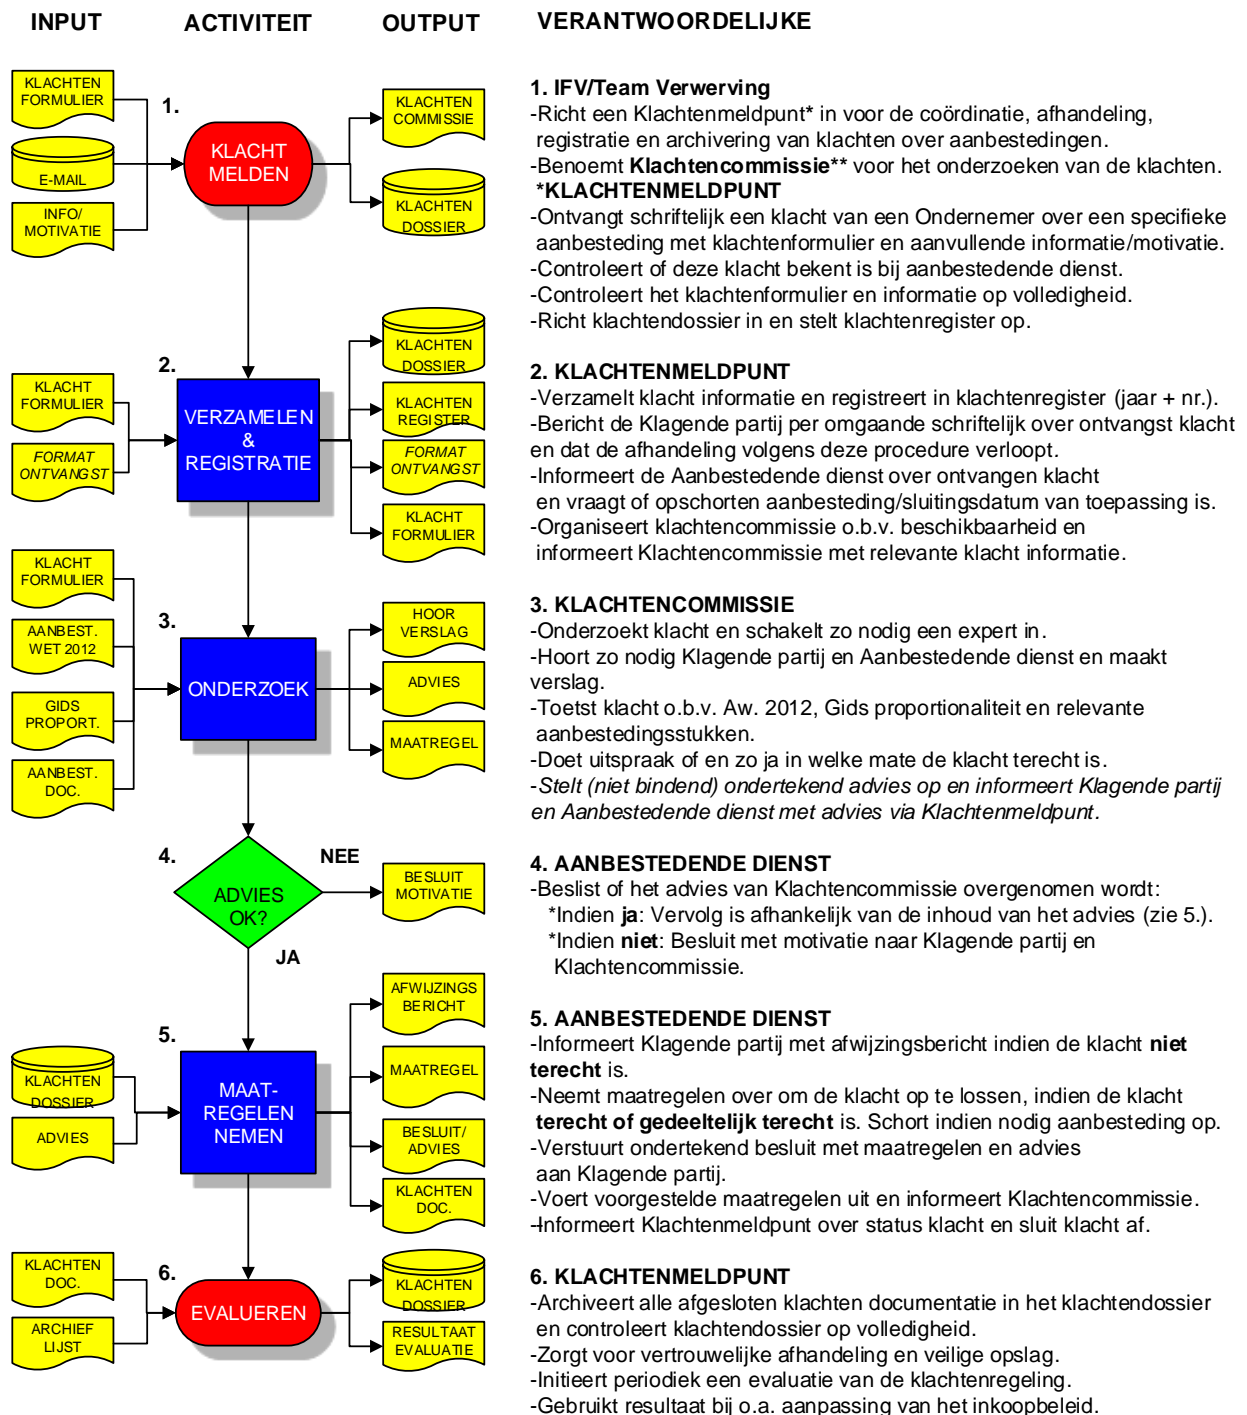 INPUT
ACTIVITEIT
OUTPUT
VERANTWOORDELIJKE
KLACHTEN
FORMULIER
E-MAIL
INFO/
MOTIVATIE
1.
KLACHT
MELDEN
KLACHTEN
COMMISSIE
KLACHTEN
DOSSIER
1. IFV/Team Verwerving
-Richt een Klachtenmeldpunt* in voor de coördinatie, afhandeling,
registratie en archivering van klachten over aanbestedingen.
-Benoemt Klachtencommissie** voor het onderzoeken van de klachten.
*KLACHTENMELDPUNT
-Ontvangt schriftelijk een klacht van een Ondernemer over een specifieke
aanbesteding met klachtenformulier en aanvullende informatie/motivatie.
-Controleert of deze klacht bekent is bij aanbestedende dienst.
-Controleert het klachtenformulier en informatie op volledigheid.
-Richt klachtendossier in en stelt klachtenregister op.
KLACHT
FORMULIER
FORMAT
ONTVANGST
2.
VERZAMELEN
&
REGISTRATIE
KLACHTEN
DOSSIER
KLACHTEN
REGISTER
FORMAT
ONTVANGST
KLACHT
FORMULIER
2. KLACHTENMELDPUNT
-Verzamelt klacht informatie en registreert in klachtenregister (jaar + nr.).
-Bericht de Klagende partij per omgaande schriftelijk over ontvangst klacht
en dat de afhandeling volgens deze procedure verloopt.
-Informeert de Aanbestedende dienst over ontvangen klacht
en vraagt of opschorten aanbesteding/sluitingsdatum van toepassing is.
-Organiseert klachtencommissie o.b.v. beschikbaarheid en
informeert Klachtencommissie met relevante klacht informatie.
KLACHT
FORMULIER
AANBEST.
WET 2012
GIDS
PROPORT.
AANBEST.
DOC.
3.
ONDERZOEK
HOOR
VERSLAG
ADVIES
MAATREGEL
3. KLACHTENCOMMISSIE
-Onderzoekt klacht en schakelt zo nodig een expert in.
-Hoort zo nodig Klagende partij en Aanbestedende dienst en maakt
verslag.
-Toetst klacht o.b.v. Aw. 2012, Gids proportionaliteit en relevante
aanbestedingsstukken.
-Doet uitspraak of en zo ja in welke mate de klacht terecht is.
-Stelt (niet bindend) ondertekend advies op en informeert Klagende partij
en Aanbestedende dienst met advies via Klachtenmeldpunt.
4.
ADVIES
OK?
NEE
JA
BESLUIT
MOTIVATIE
4. AANBESTEDENDE DIENST
-Beslist of het advies van Klachtencommissie overgenomen wordt:
*Indien ja: Vervolg is afhankelijk van de inhoud van het advies (zie 5.).
*Indien niet: Besluit met motivatie naar Klagende partij en
Klachtencommissie.
KLACHTEN
DOSSIER
ADVIES
5.
MAAT-
REGELEN
NEMEN
AFWIJZINGS
BERICHT
MAATREGEL
BESLUIT/
ADVIES
KLACHTEN
DOC.
5. AANBESTEDENDE DIENST
-Informeert Klagende partij met afwijzingsbericht indien de klacht niet
terecht is.
-Neemt maatregelen over om de klacht op te lossen, indien de klacht
terecht of gedeeltelijk terecht is. Schort indien nodig aanbesteding op.
-Verstuurt ondertekend besluit met maatregelen en advies
aan Klagende partij.
-Voert voorgestelde maatregelen uit en informeert Klachtencommissie.
-Informeert Klachtenmeldpunt over status klacht en sluit klacht af.
KLACHTEN
DOC.
ARCHIEF
LIJST
6.
EVALUEREN
KLACHTEN
DOSSIER
RESULTAAT
EVALUATIE
6. KLACHTENMELDPUNT
-Archiveert alle afgesloten klachten documentatie in het klachtendossier
en controleert klachtendossier op volledigheid.
-Zorgt voor vertrouwelijke afhandeling en veilige opslag.
-Initieert periodiek een evaluatie van de klachtenregeling.
-Gebruikt resultaat bij o.a. aanpassing van het inkoopbeleid.